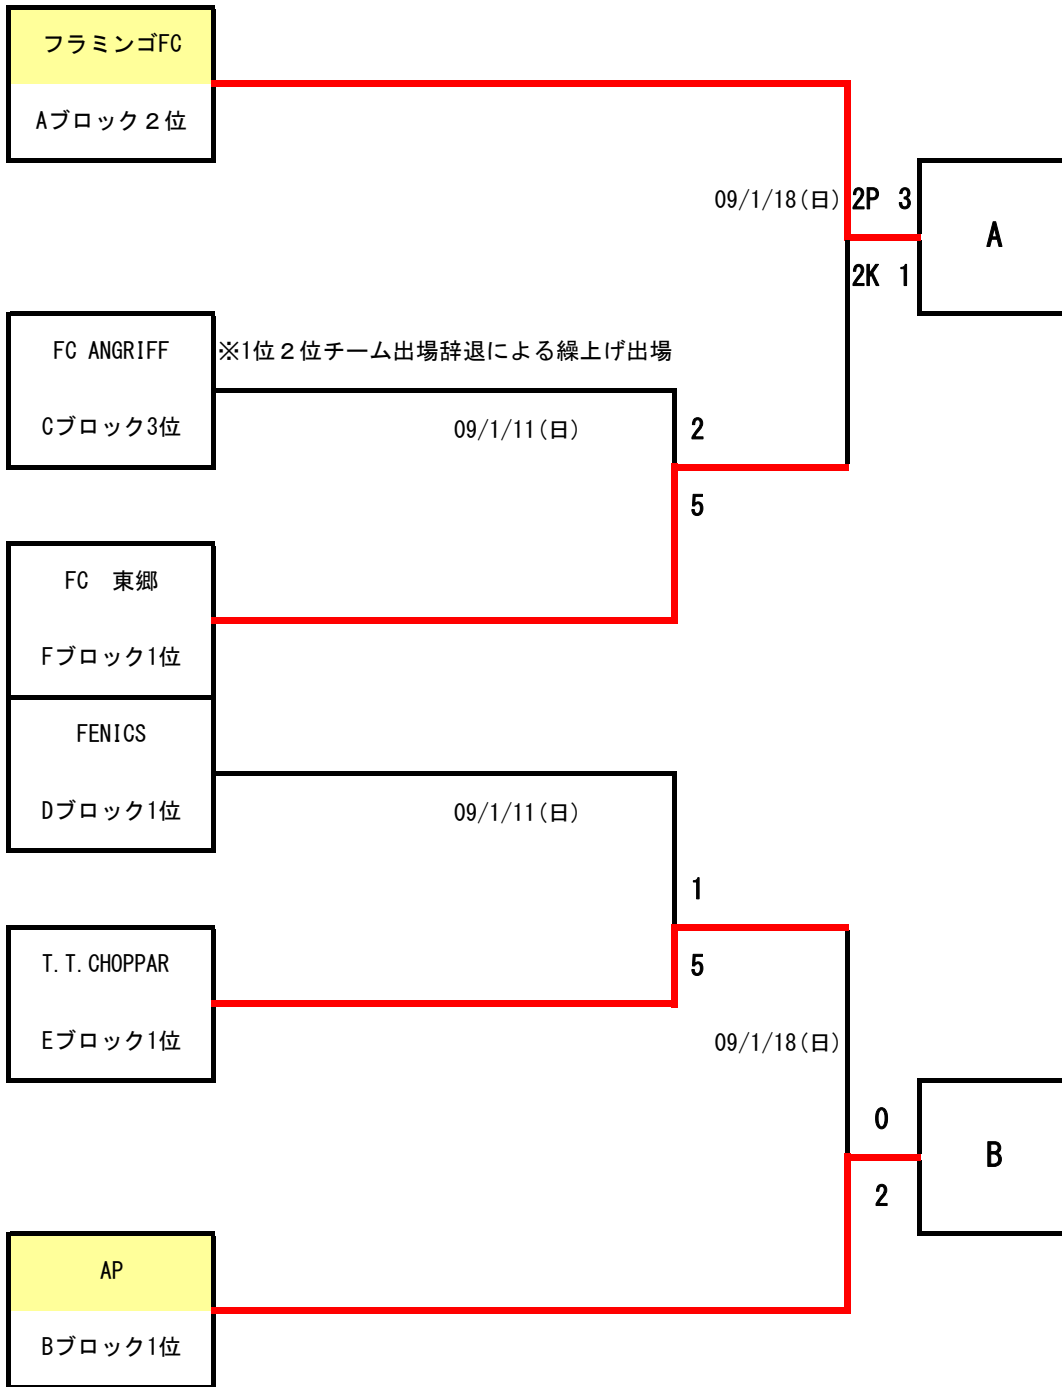 フラミンゴFC
Aブロック２位
09/1/18(日) 2P 3
A
2K 1
FC ANGRIFF ※1位２位チーム出場辞退による繰上げ出場
Cブロック3位
09/1/11(日) 2
5
FC　東郷
Fブロック1位
FENICS
Dブロック1位
09/1/11(日)
1
T.T.CHOPPAR
5
Eブロック1位
09/1/18(日)
0
B
2
AP
Bブロック1位